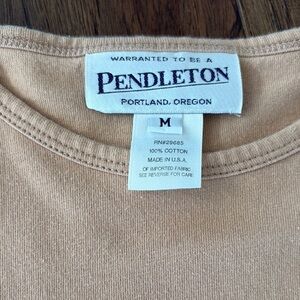 WARRANTED TO BE A
PENDLETON
PORTLAND, OREGON
M
RN#29685
100% COTTON
MADE IN U.S.A.
OF IMPORTED FABRIC
SEE REVERSE FOR CARE